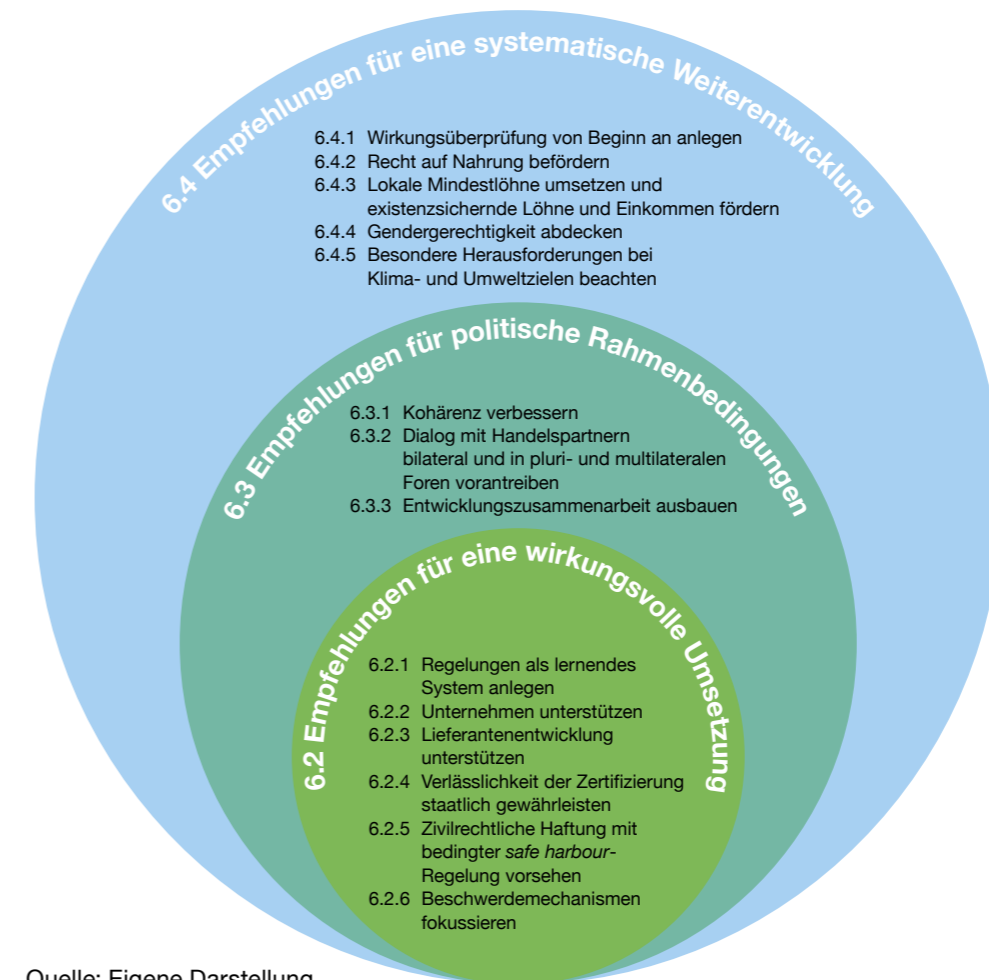 6.4 Empfehlungen für eine systematische Weiterentwicklung
6.4.1 Wirkungsüberprüfung von Beginn an anlegen
6.4.2 Recht auf Nahrung befördern
6.4.3 Lokale Mindestlöhne umsetzen und
existenzsichernde Löhne und Einkommen fördern
6.4.4 Gendergerechtigkeit abdecken
6.4.5 Besondere Herausforderungen bei
Klima- und Umweltzielen beachten
6.3 Empfehlungen für politische Rahmenbedingungen
6.3.1 Kohärenz verbessern
6.3.2 Dialog mit Handelspartnern
bilateral und in pluri- und multilateralen
Foren vorantreiben
6.3.3 Entwicklungszusammenarbeit ausbauen
6.2 Empfehlungen für eine wirkungsvolle Umsetzung
6.2.1 Regelungen als lernendes
System anlegen
6.2.2 Unternehmen unterstützen
6.2.3 Lieferantenentwicklung
unterstützen
6.2.4 Verlässlichkeit der Zertifizierung
staatlich gewährleisten
6.2.5 Zivilrechtliche Haftung mit
bedingter safe harbour-
Regelung vorsehen
6.2.6 Beschwerdemechanismen
fokussieren
Quelle: Eigene Darstellung